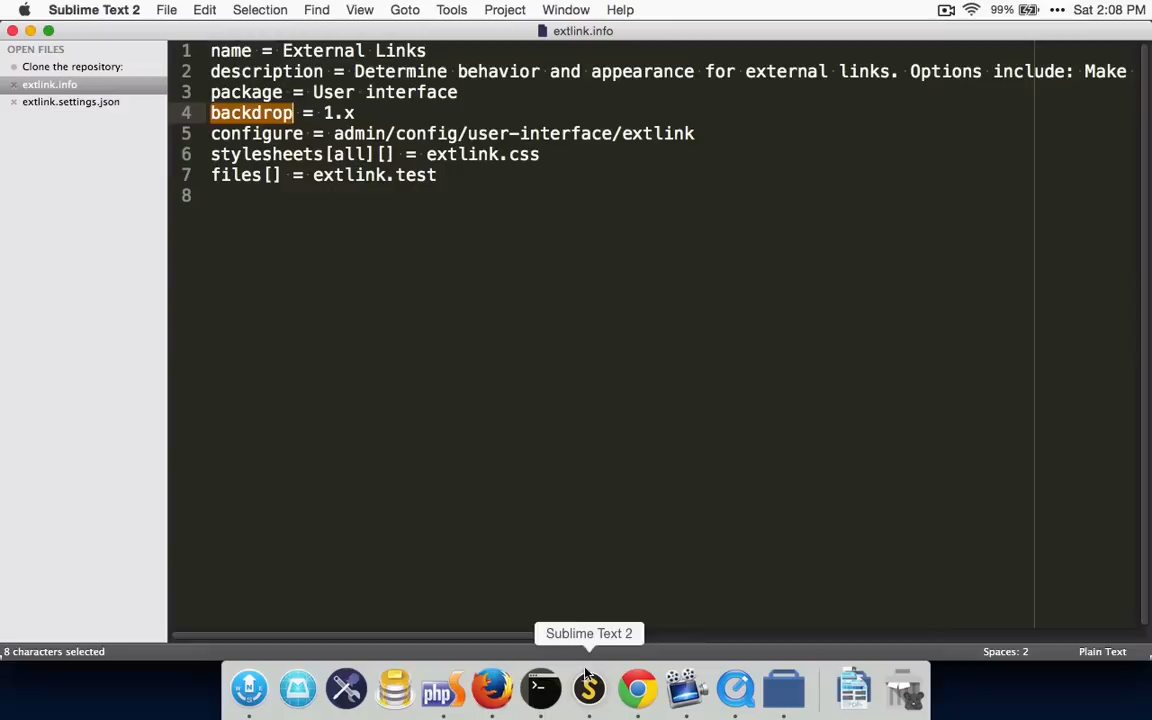 Sublime Text 2 File Edit Selection Find View Goto Tools Project Window Help 99% Sat 2:08 PM
extlink.info
OPEN FILES
Clone the repository:
extlink.info
extlink.settings.json
1 name = External Links
2 description = Determine behavior and appearance for external links. Options include: Make
3 package = User interface
4 backdrop = 1.x
5 configure = admin/config/user-interface/extlink
6 stylesheets[all][] = extlink.css
7 files[] = extlink.test
8
Sublime Text 2
8 characters selected Spaces: 2 Plain Text
php